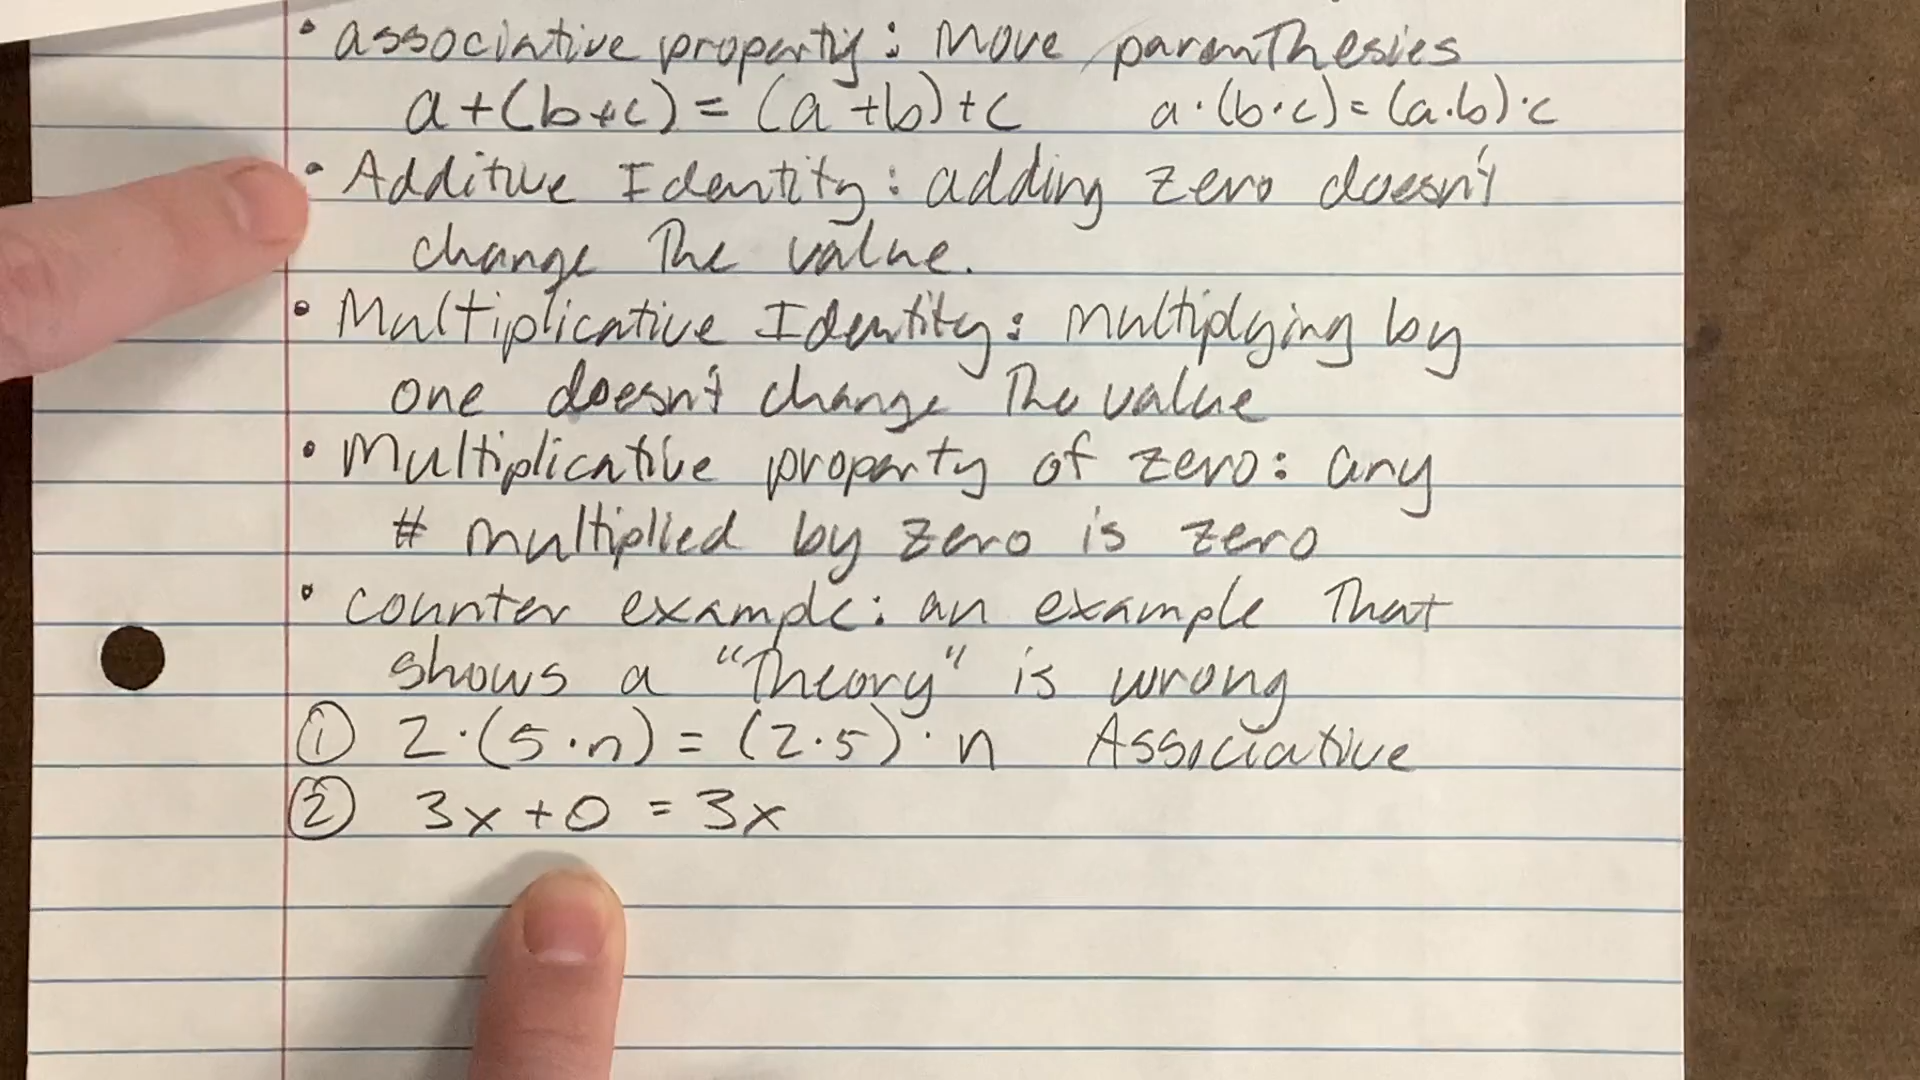 • associative property: Move parenthesies
a+(b+c) = (a+b)+c a·(b·c)=(a·b)·c
• Additive Identity: adding zero doesn't
change the value.
• Multiplicative Identity: multiplying by
one doesn't change the value
• Multiplicative property of zero: any
# multiplied by zero is zero
• counter example: an example that
shows a "theory" is wrong
① 2·(5·n) = (2·5)·n Associative
② 3x+0 = 3x